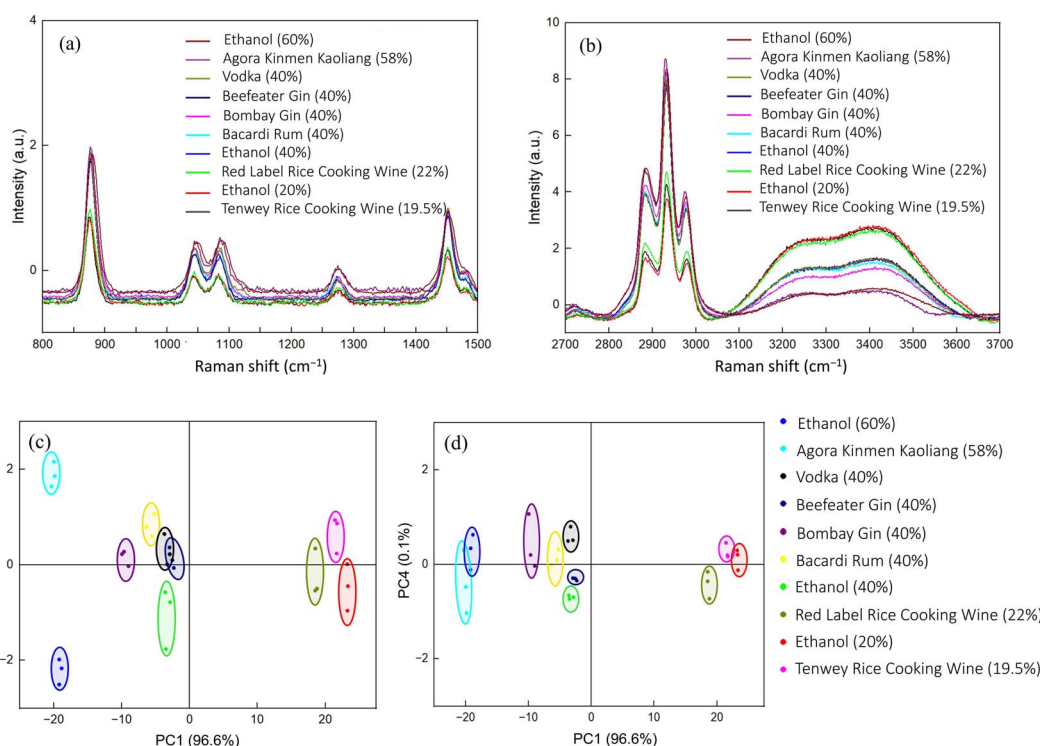 (a)
Intensity (a.u.)
4
2
0
Ethanol (60%)
Agora Kinmen Kaoliang (58%)
Vodka (40%)
Beefeater Gin (40%)
Bombay Gin (40%)
Bacardi Rum (40%)
Ethanol (40%)
Red Label Rice Cooking Wine (22%)
Ethanol (20%)
Tenwey Rice Cooking Wine (19.5%)
800 900 1000 1100 1200 1300 1400 1500
Raman shift (cm⁻¹)
(b)
Intensity (a.u.)
10
8
6
4
2
0
Ethanol (60%)
Agora Kinmen Kaoliang (58%)
Vodka (40%)
Beefeater Gin (40%)
Bombay Gin (40%)
Bacardi Rum (40%)
Ethanol (40%)
Red Label Rice Cooking Wine (22%)
Ethanol (20%)
Tenwey Rice Cooking Wine (19.5%)
2700 2800 2900 3000 3100 3200 3300 3400 3500 3600 3700
Raman shift (cm⁻¹)
(c)
2
0
−2
−20 −10 0 10 20
PC1 (96.6%)
(d)
PC4 (0.1%)
2
0
−2
−20 −10 0 10 20
PC1 (96.6%)
Ethanol (60%)
Agora Kinmen Kaoliang (58%)
Vodka (40%)
Beefeater Gin (40%)
Bombay Gin (40%)
Bacardi Rum (40%)
Ethanol (40%)
Red Label Rice Cooking Wine (22%)
Ethanol (20%)
Tenwey Rice Cooking Wine (19.5%)